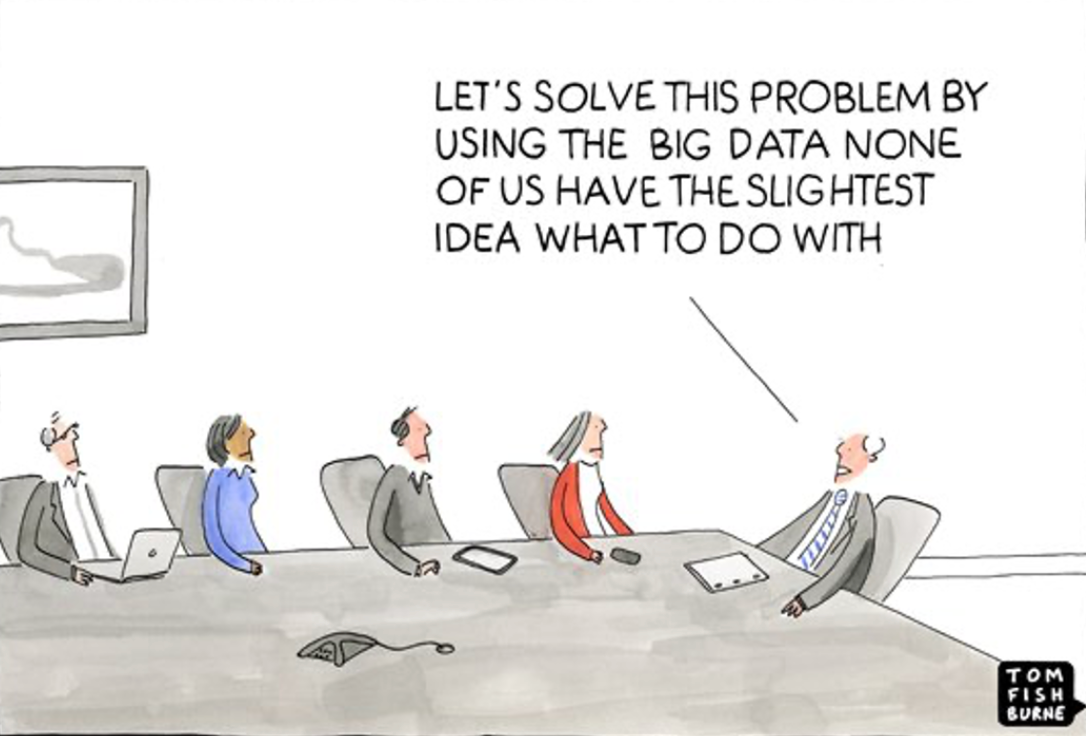 LET'S SOLVE THIS PROBLEM BY
USING THE BIG DATA NONE
OF US HAVE THE SLIGHTEST
IDEA WHAT TO DO WITH
TOM
FISH
BURNE